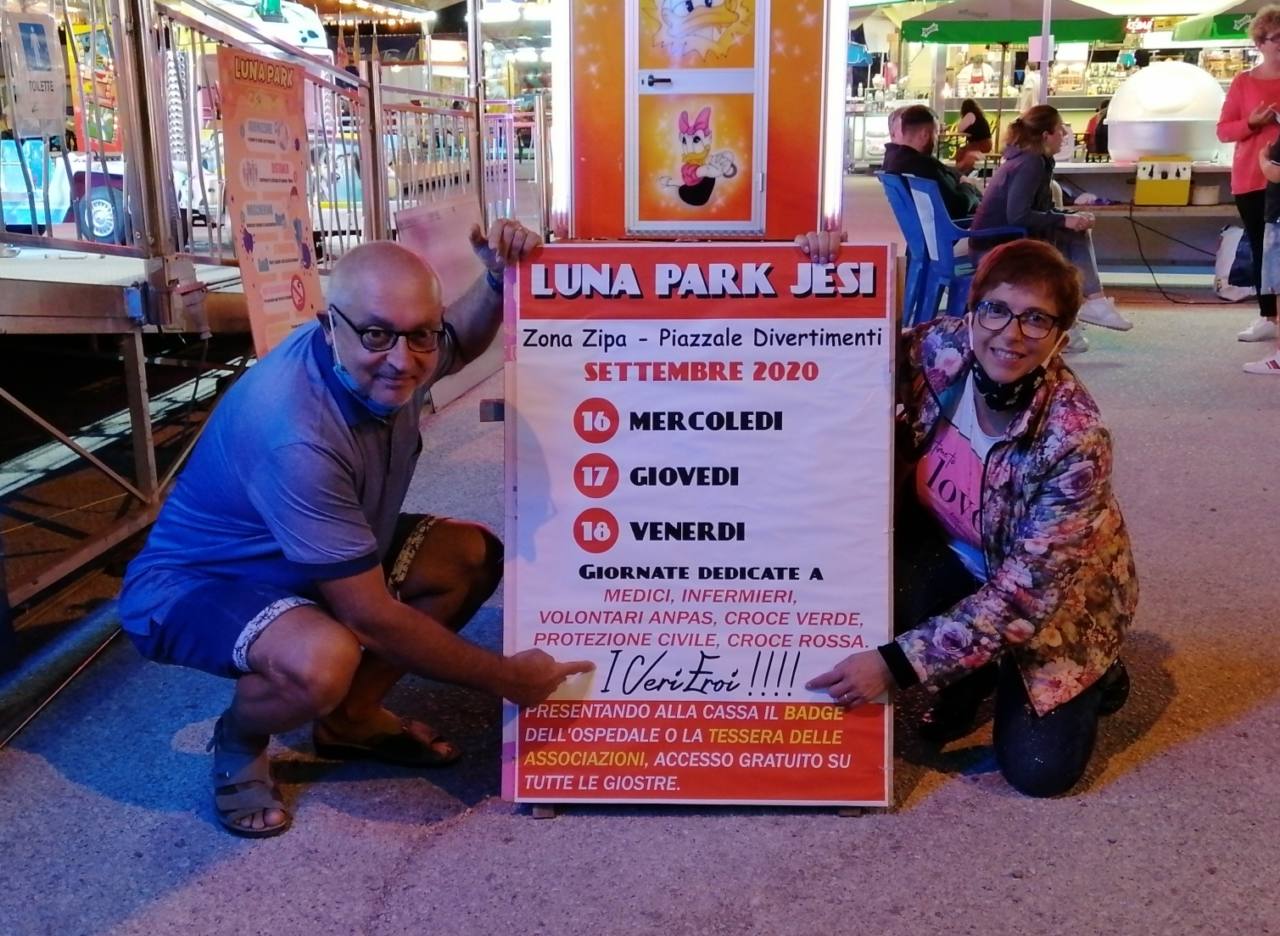 LUNA PARK JESI
Zona Zipa - Piazzale Divertimenti
SETTEMBRE 2020
16 MERCOLEDI
17 GIOVEDI
18 VENERDI
GIORNATE DEDICATE A
MEDICI, INFERMIERI,
VOLONTARI ANPAS, CROCE VERDE,
PROTEZIONE CIVILE, CROCE ROSSA.
I Veri Eroi !!!!
PRESENTANDO ALLA CASSA IL BADGE
DELL'OSPEDALE O LA TESSERA DELLE
ASSOCIAZIONI, ACCESSO GRATUITO SU
TUTTE LE GIOSTRE.
LUNA PARK
TOILETTE
love